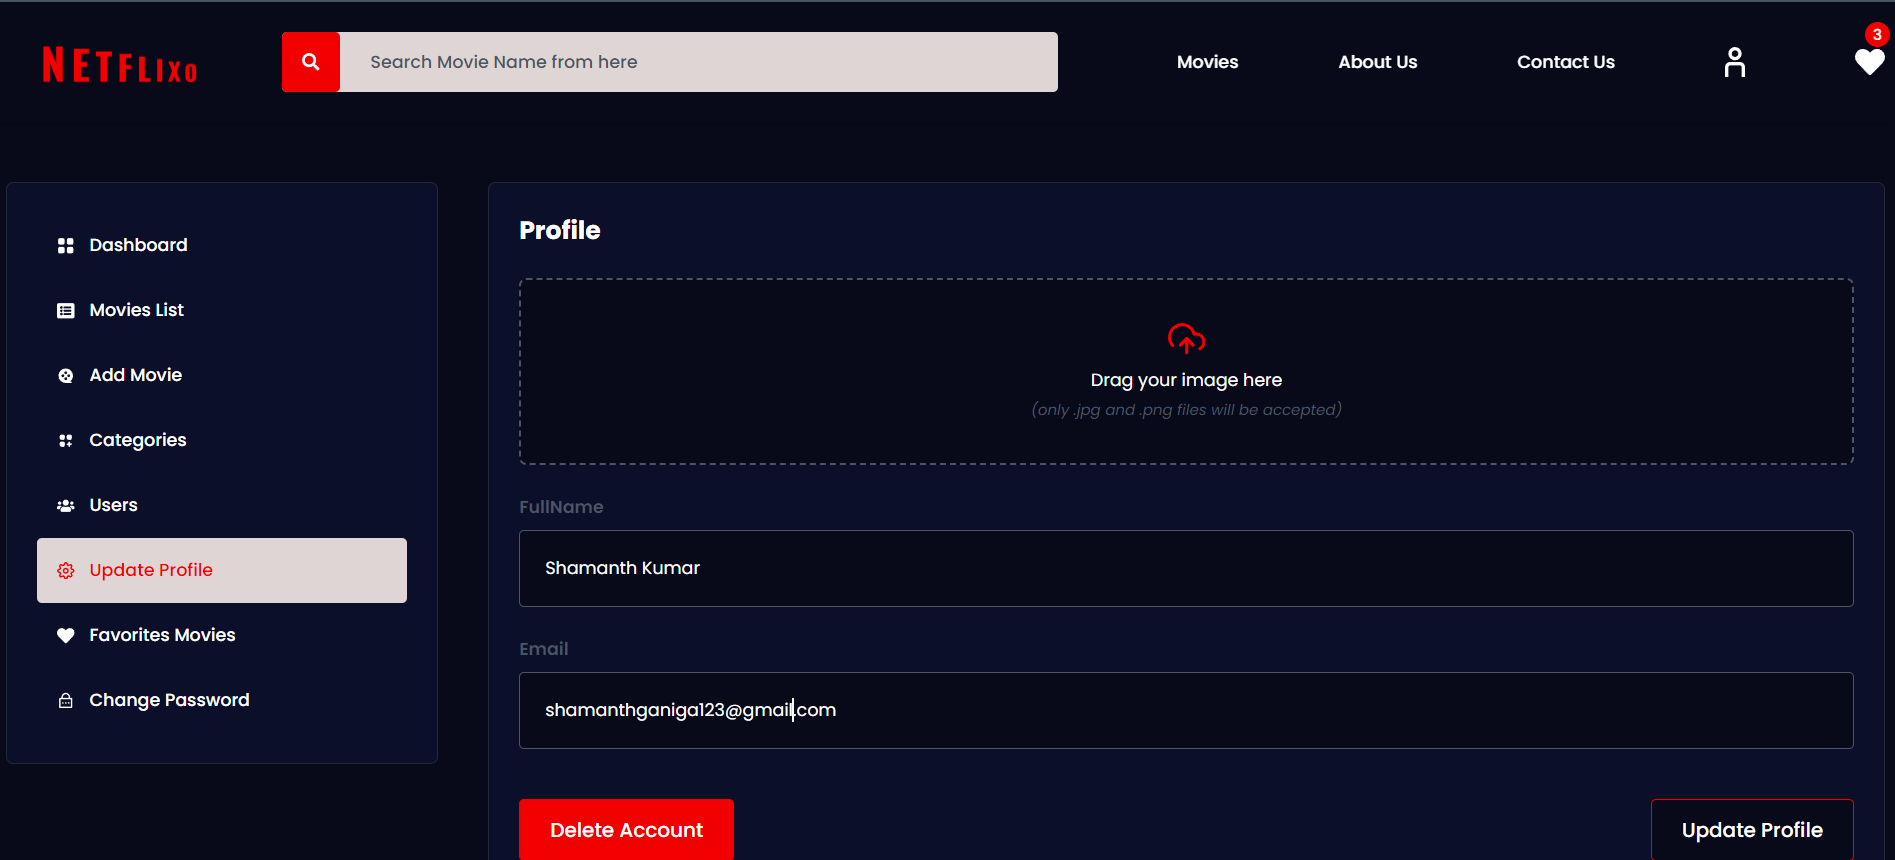 NETFLIXO
Search Movie Name from here
Movies
About Us
Contact Us
3
Dashboard
Movies List
Add Movie
Categories
Users
Update Profile
Favorites Movies
Change Password
Profile
Drag your image here
(only .jpg and .png files will be accepted)
FullName
Shamanth Kumar
Email
shamanthganiga123@gmail.com
Delete Account
Update Profile